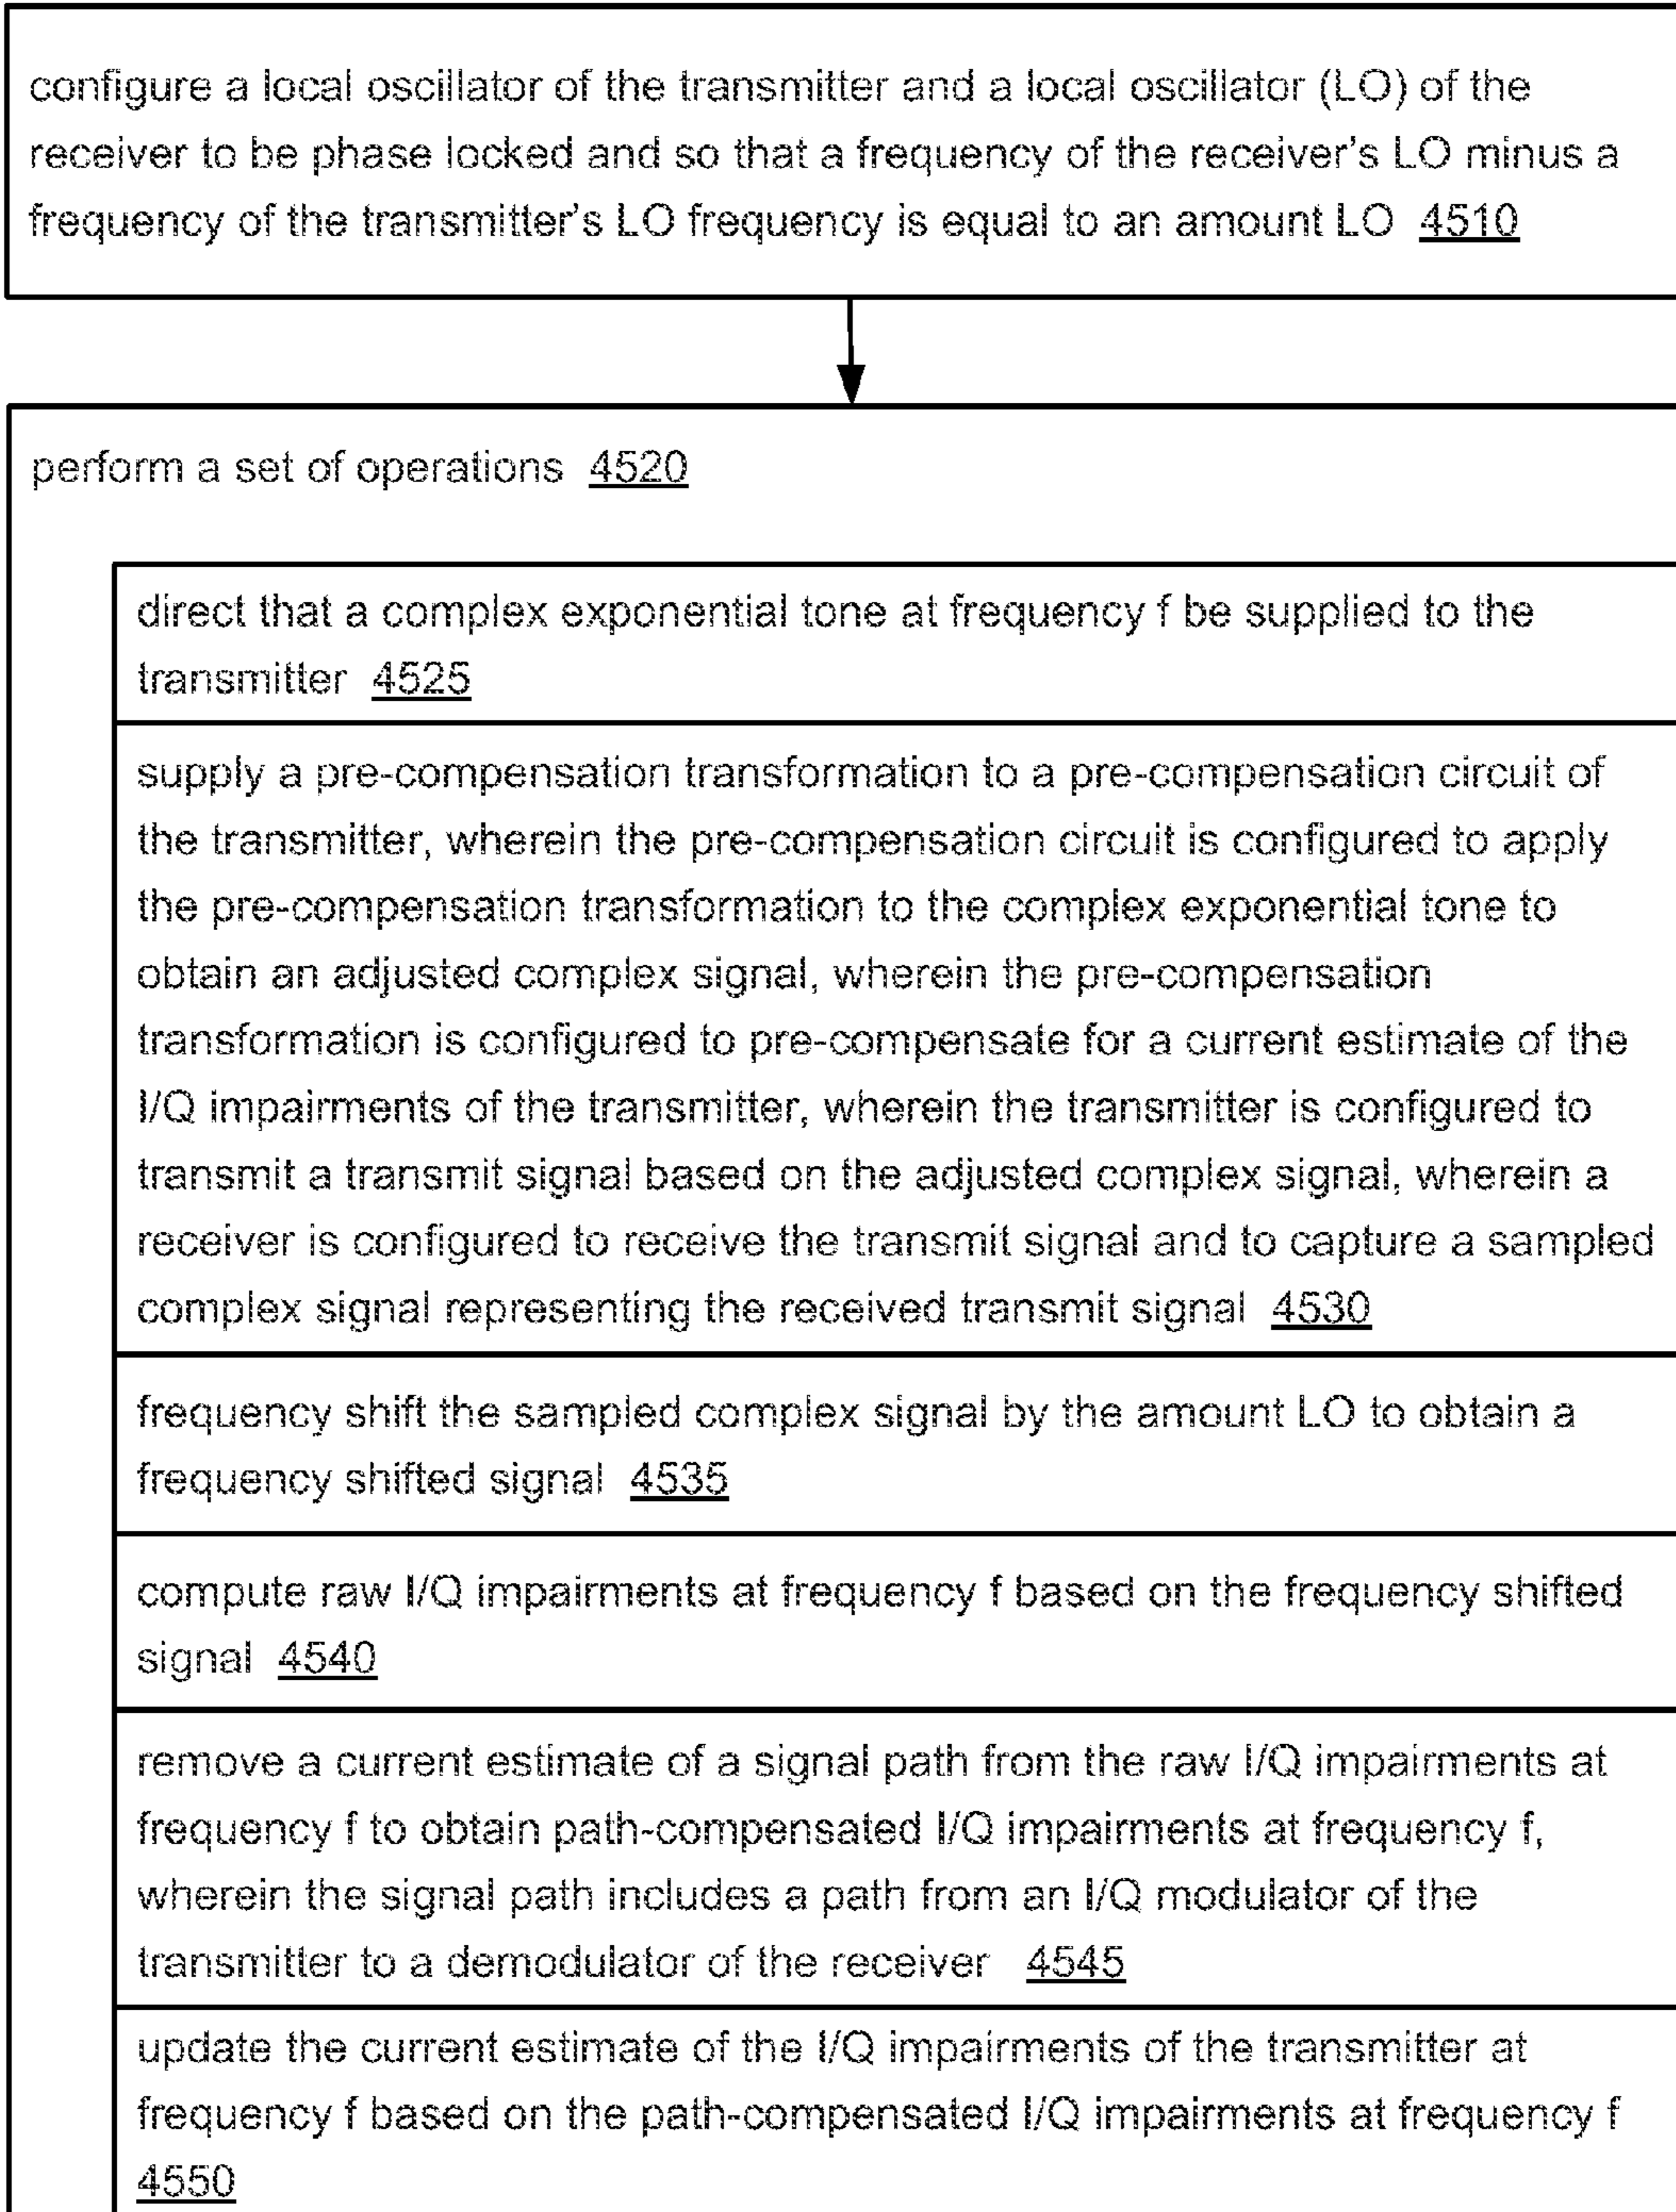 configure a local oscillator of the transmitter and a local oscillator (LO) of the
receiver to be phase locked and so that a frequency of the receiver's LO minus a
frequency of the transmitter's LO frequency is equal to an amount LO 4510
perform a set of operations 4520
direct that a complex exponential tone at frequency f be supplied to the
transmitter 4525
supply a pre-compensation transformation to a pre-compensation circuit of
the transmitter, wherein the pre-compensation circuit is configured to apply
the pre-compensation transformation to the complex exponential tone to
obtain an adjusted complex signal, wherein the pre-compensation
transformation is configured to pre-compensate for a current estimate of the
I/Q impairments of the transmitter, wherein the transmitter is configured to
transmit a transmit signal based on the adjusted complex signal, wherein a
receiver is configured to receive the transmit signal and to capture a sampled
complex signal representing the received transmit signal 4530
frequency shift the sampled complex signal by the amount LO to obtain a
frequency shifted signal 4535
compute raw I/Q impairments at frequency f based on the frequency shifted
signal 4540
remove a current estimate of a signal path from the raw I/Q impairments at
frequency f to obtain path-compensated I/Q impairments at frequency f,
wherein the signal path includes a path from an I/Q modulator of the
transmitter to a demodulator of the receiver 4545
update the current estimate of the I/Q impairments of the transmitter at
frequency f based on the path-compensated I/Q impairments at frequency f
4550